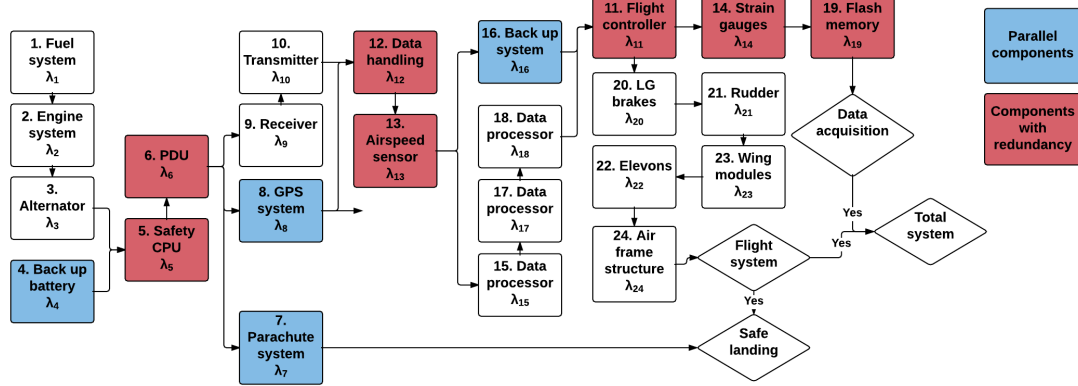 1. Fuel
system
λ1
2. Engine
system
λ2
3.
Alternator
λ3
4. Back up
battery
λ4
6. PDU
λ6
5. Safety
CPU
λ5
10.
Transmitter
λ10
9. Receiver
λ9
8. GPS
system
λ8
7.
Parachute
system
λ7
12. Data
handling
λ12
13.
Airspeed
sensor
λ13
16. Back up
system
λ16
18. Data
processor
λ18
17. Data
processor
λ17
15. Data
processor
λ15
11. Flight
controller
λ11
14. Strain
gauges
λ14
19. Flash
memory
λ19
20. LG
brakes
λ20
21. Rudder
λ21
22. Elevons
λ22
23. Wing
modules
λ23
24. Air
frame
structure
λ24
Data
acquisition
Flight
system
Yes
Yes
Yes
Total
system
Safe
landing
Parallel
components
Components
with
redundancy